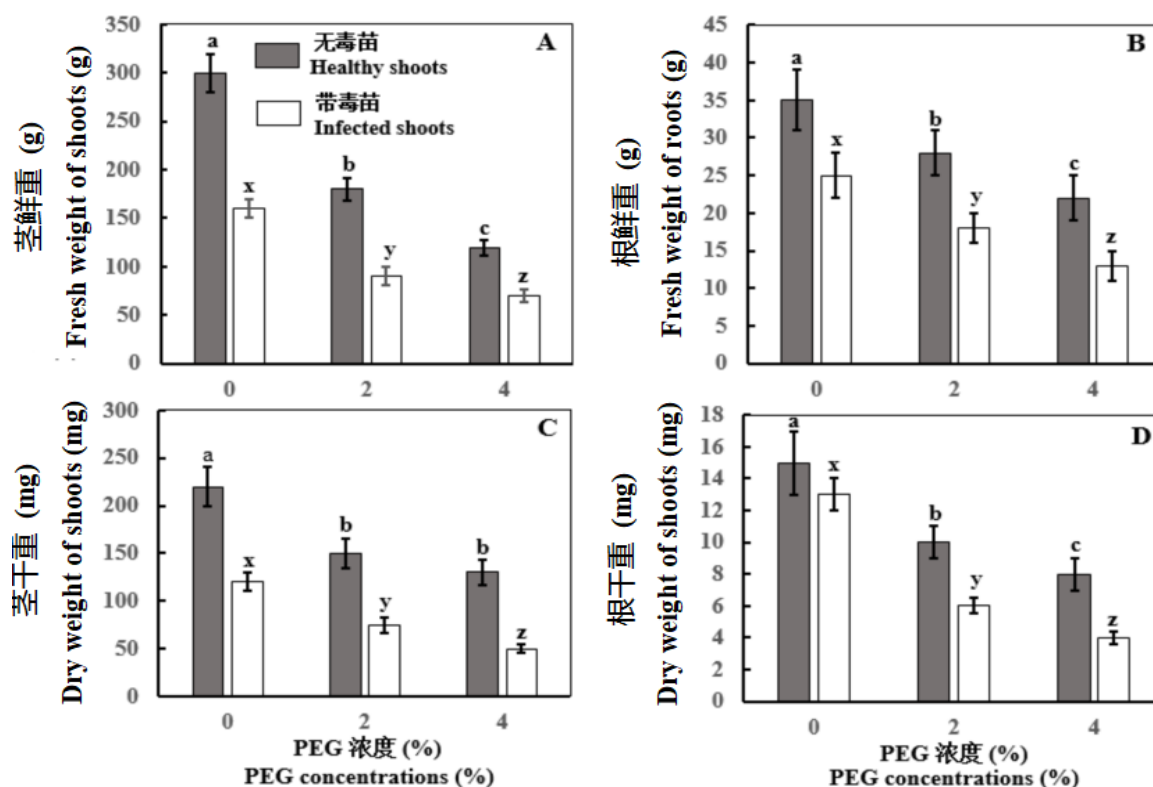 茎鲜重 (g)
Fresh weight of shoots (g)
350
300
250
200
150
100
50
0
A
无毒苗
Healthy shoots
带毒苗
Infected shoots
a
x
b
y
c
z
0
2
4
根鲜重 (g)
Fresh weight of roots (g)
45
40
35
30
25
20
15
10
5
0
B
a
x
b
y
c
z
0
2
4
茎干重 (mg)
Dry weight of shoots (mg)
300
250
200
150
100
50
0
C
a
x
b
y
b
z
0
2
4
PEG 浓度 (%)
PEG concentrations (%)
根干重 (mg)
Dry weight of shoots (mg)
18
16
14
12
10
8
6
4
2
0
D
a
x
b
y
c
z
0
2
4
PEG 浓度 (%)
PEG concentrations (%)